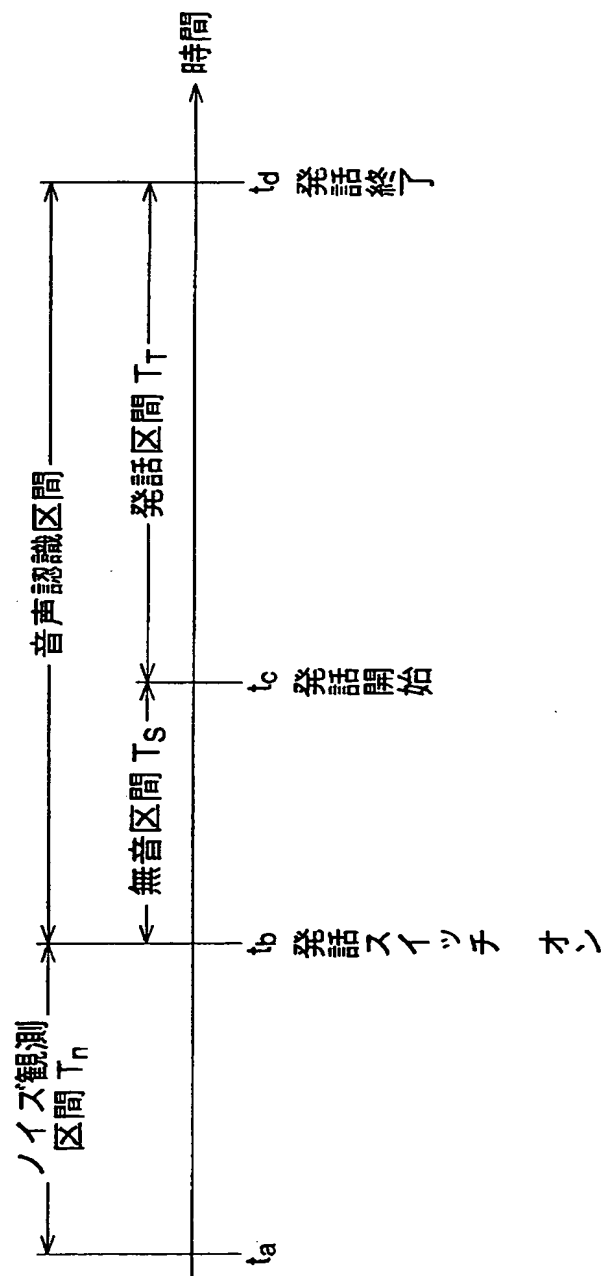 ノイズ観測
区間 Tn
音声認識区間
無音区間 TS
発話区間 TT
時間
ta
tb
発話スイッチ オン
tc
発話開始
td
発話終了